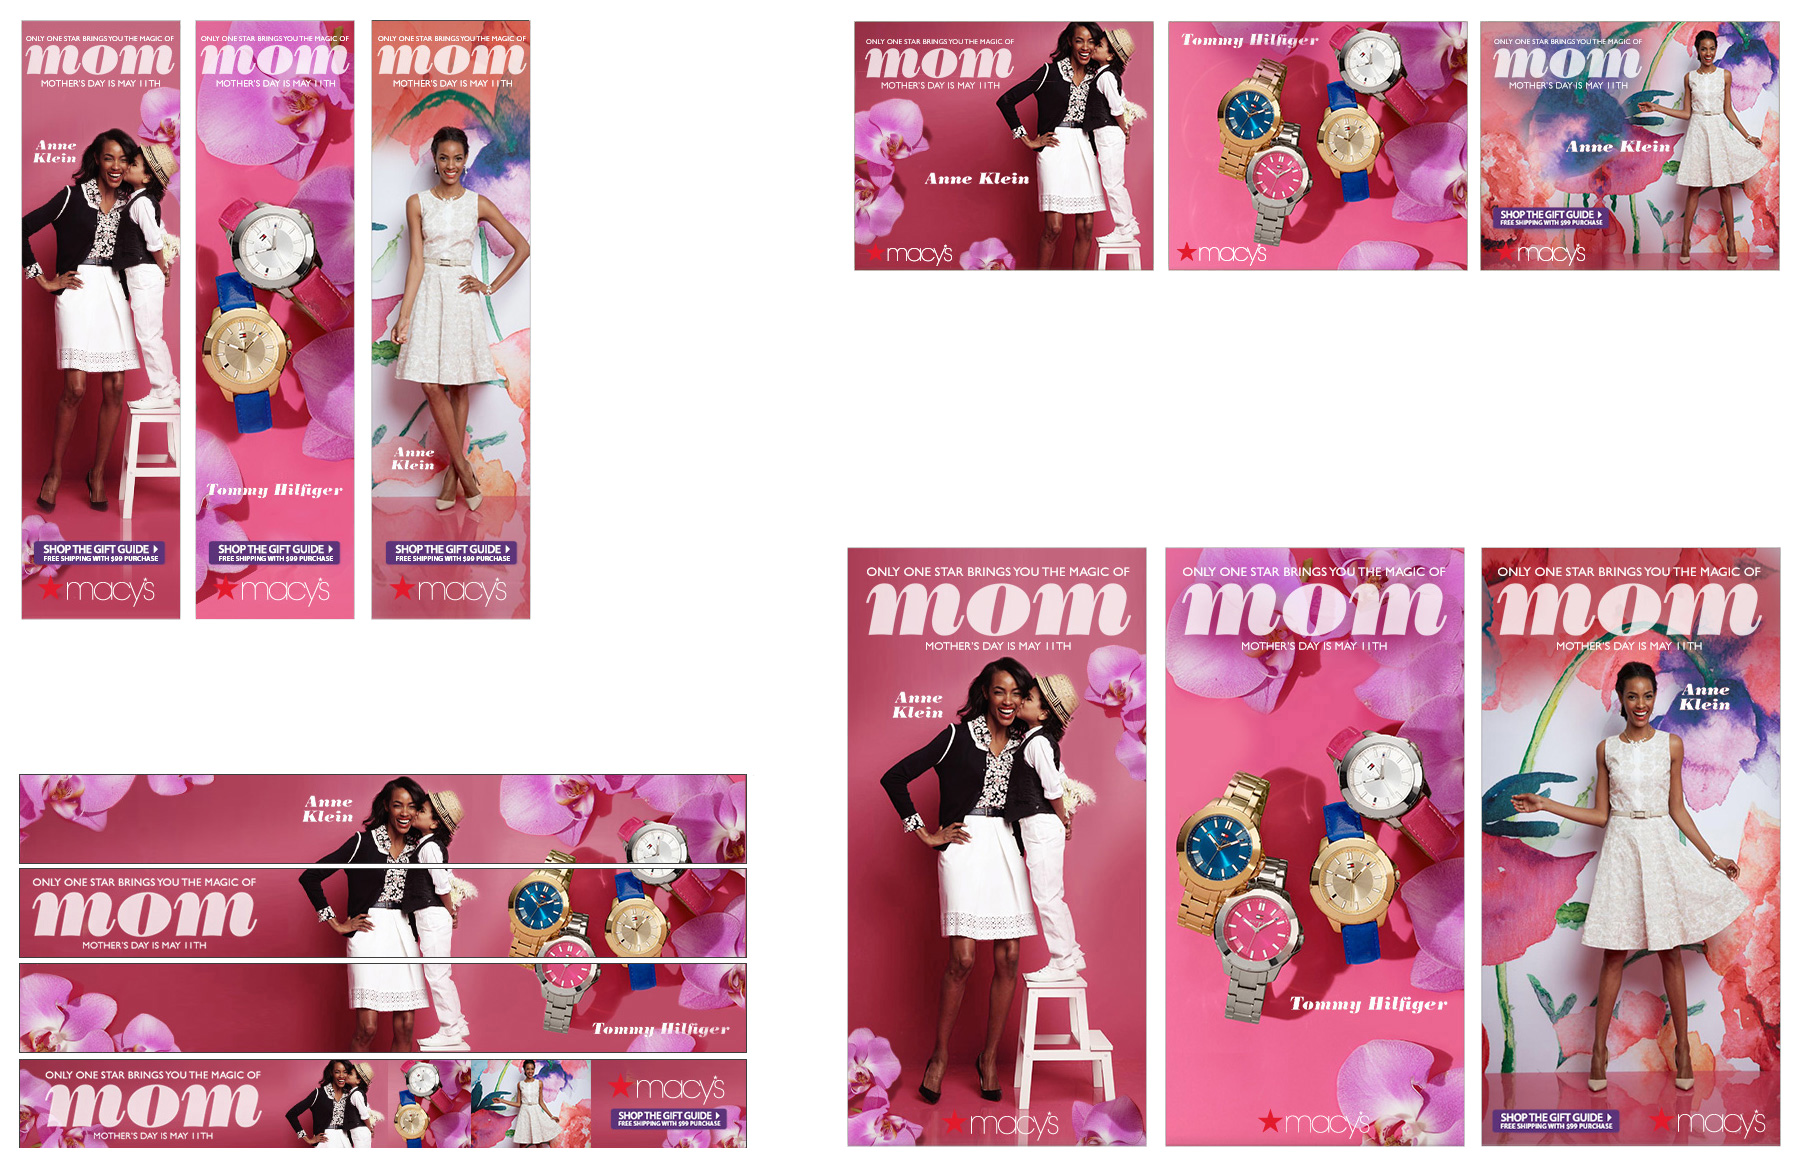 ONLY ONE STAR BRINGS YOU THE MAGIC OF
mom
MOTHER'S DAY IS MAY 11TH
Anne
Klein
SHOP THE GIFT GUIDE
FREE SHIPPING WITH $99 PURCHASE
macy's
ONLY ONE STAR BRINGS YOU THE MAGIC OF
mom
MOTHER'S DAY IS MAY 11TH
Tommy Hilfiger
SHOP THE GIFT GUIDE
FREE SHIPPING WITH $99 PURCHASE
macy's
ONLY ONE STAR BRINGS YOU THE MAGIC OF
mom
MOTHER'S DAY IS MAY 11TH
Anne
Klein
SHOP THE GIFT GUIDE
FREE SHIPPING WITH $99 PURCHASE
macy's
ONLY ONE STAR BRINGS YOU THE MAGIC OF
mom
MOTHER'S DAY IS MAY 11TH
Anne Klein
macy's
Tommy Hilfiger
macy's
ONLY ONE STAR BRINGS YOU THE MAGIC OF
mom
MOTHER'S DAY IS MAY 11TH
Anne Klein
SHOP THE GIFT GUIDE
FREE SHIPPING WITH $99 PURCHASE
macy's
Anne
Klein
ONLY ONE STAR BRINGS YOU THE MAGIC OF
mom
MOTHER'S DAY IS MAY 11TH
Tommy Hilfiger
ONLY ONE STAR BRINGS YOU THE MAGIC OF
mom
MOTHER'S DAY IS MAY 11TH
macy's
SHOP THE GIFT GUIDE
FREE SHIPPING WITH $99 PURCHASE
ONLY ONE STAR BRINGS YOU THE MAGIC OF
mom
MOTHER'S DAY IS MAY 11TH
Anne
Klein
macy's
ONLY ONE STAR BRINGS YOU THE MAGIC OF
mom
MOTHER'S DAY IS MAY 11TH
Tommy Hilfiger
macy's
ONLY ONE STAR BRINGS YOU THE MAGIC OF
mom
MOTHER'S DAY IS MAY 11TH
Anne
Klein
SHOP THE GIFT GUIDE
FREE SHIPPING WITH $99 PURCHASE
macy's